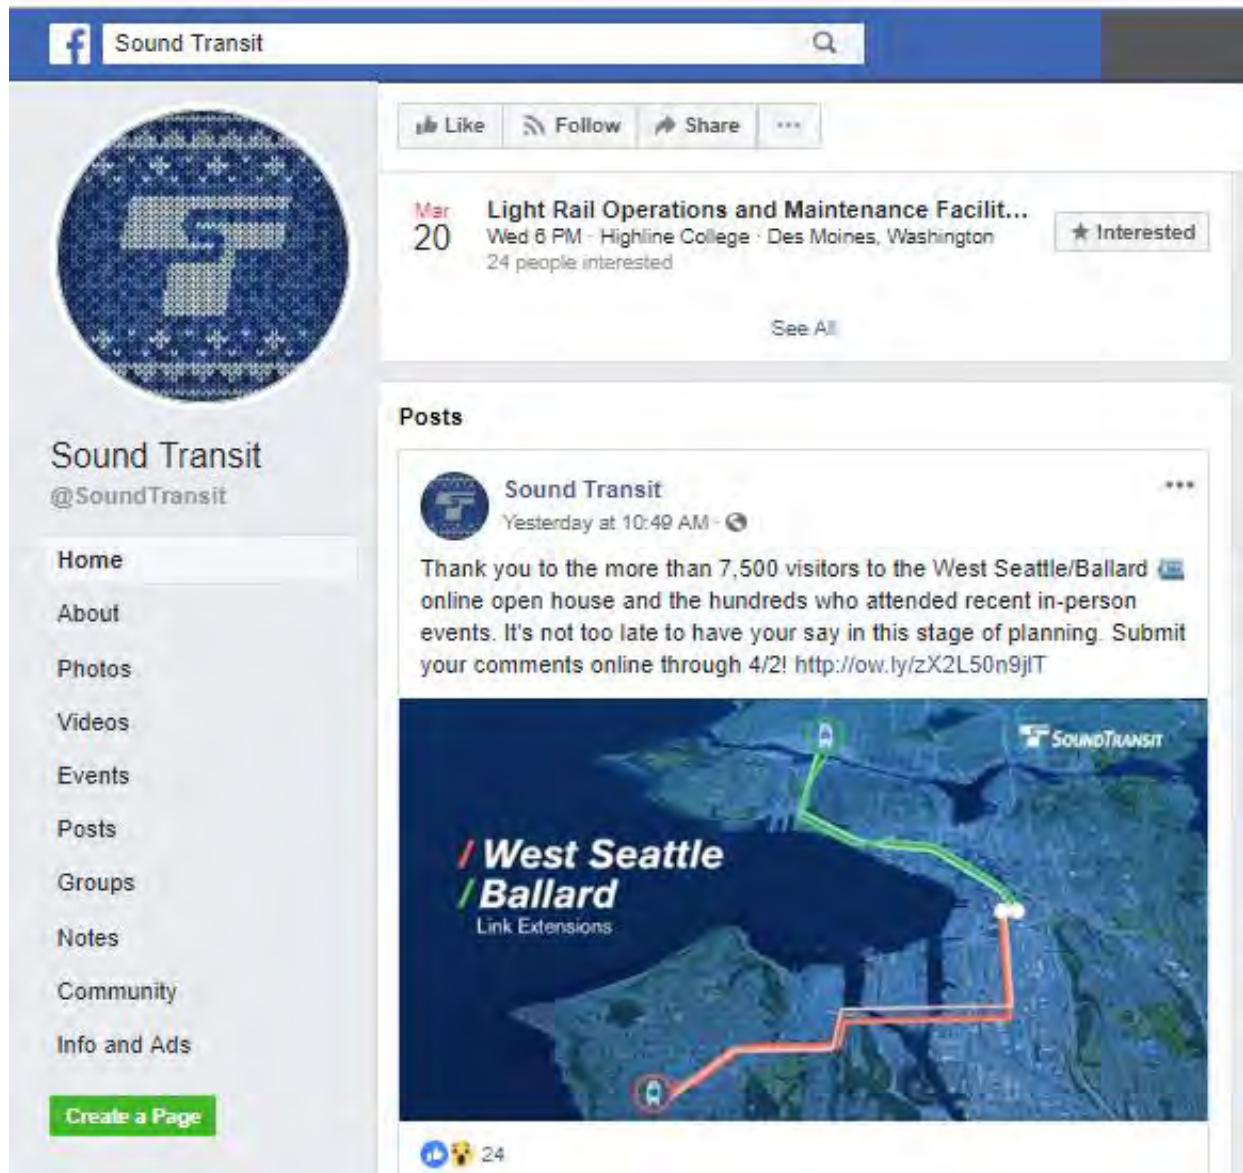 Sound Transit
Like Follow Share
Mar
20
Light Rail Operations and Maintenance Facilit...
Wed 6 PM · Highline College · Des Moines, Washington
24 people interested
Interested
See All
Sound Transit
@SoundTransit
Home
About
Photos
Videos
Events
Posts
Groups
Notes
Community
Info and Ads
Create a Page
Posts
Sound Transit
Yesterday at 10:49 AM ·
Thank you to the more than 7,500 visitors to the West Seattle/Ballard
online open house and the hundreds who attended recent in-person
events. It's not too late to have your say in this stage of planning. Submit
your comments online through 4/2! http://ow.ly/zX2L50n9jIT
SOUNDTRANSIT
/ West Seattle
/ Ballard
Link Extensions
24